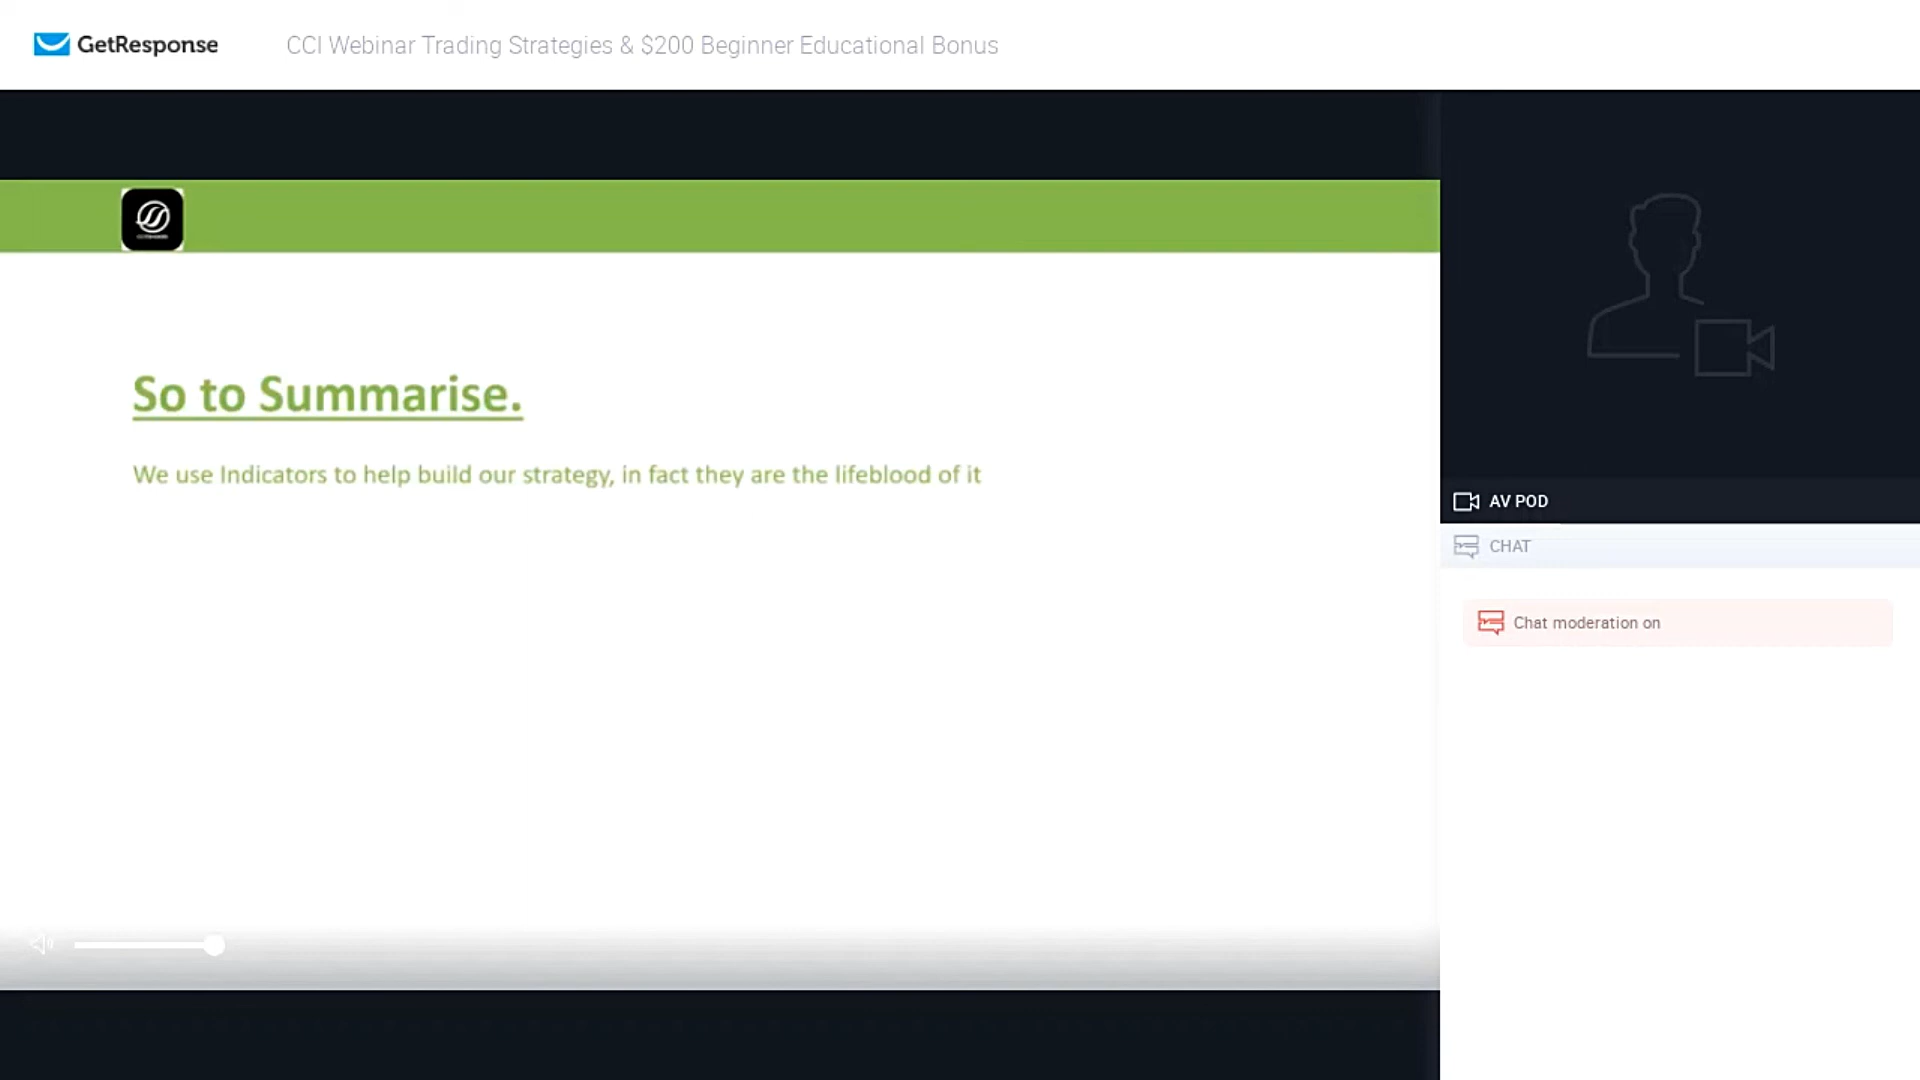 GetResponse
CCI Webinar Trading Strategies & $200 Beginner Educational Bonus
So to Summarise.
We use Indicators to help build our strategy, in fact they are the lifeblood of it
AV POD
CHAT
Chat moderation on